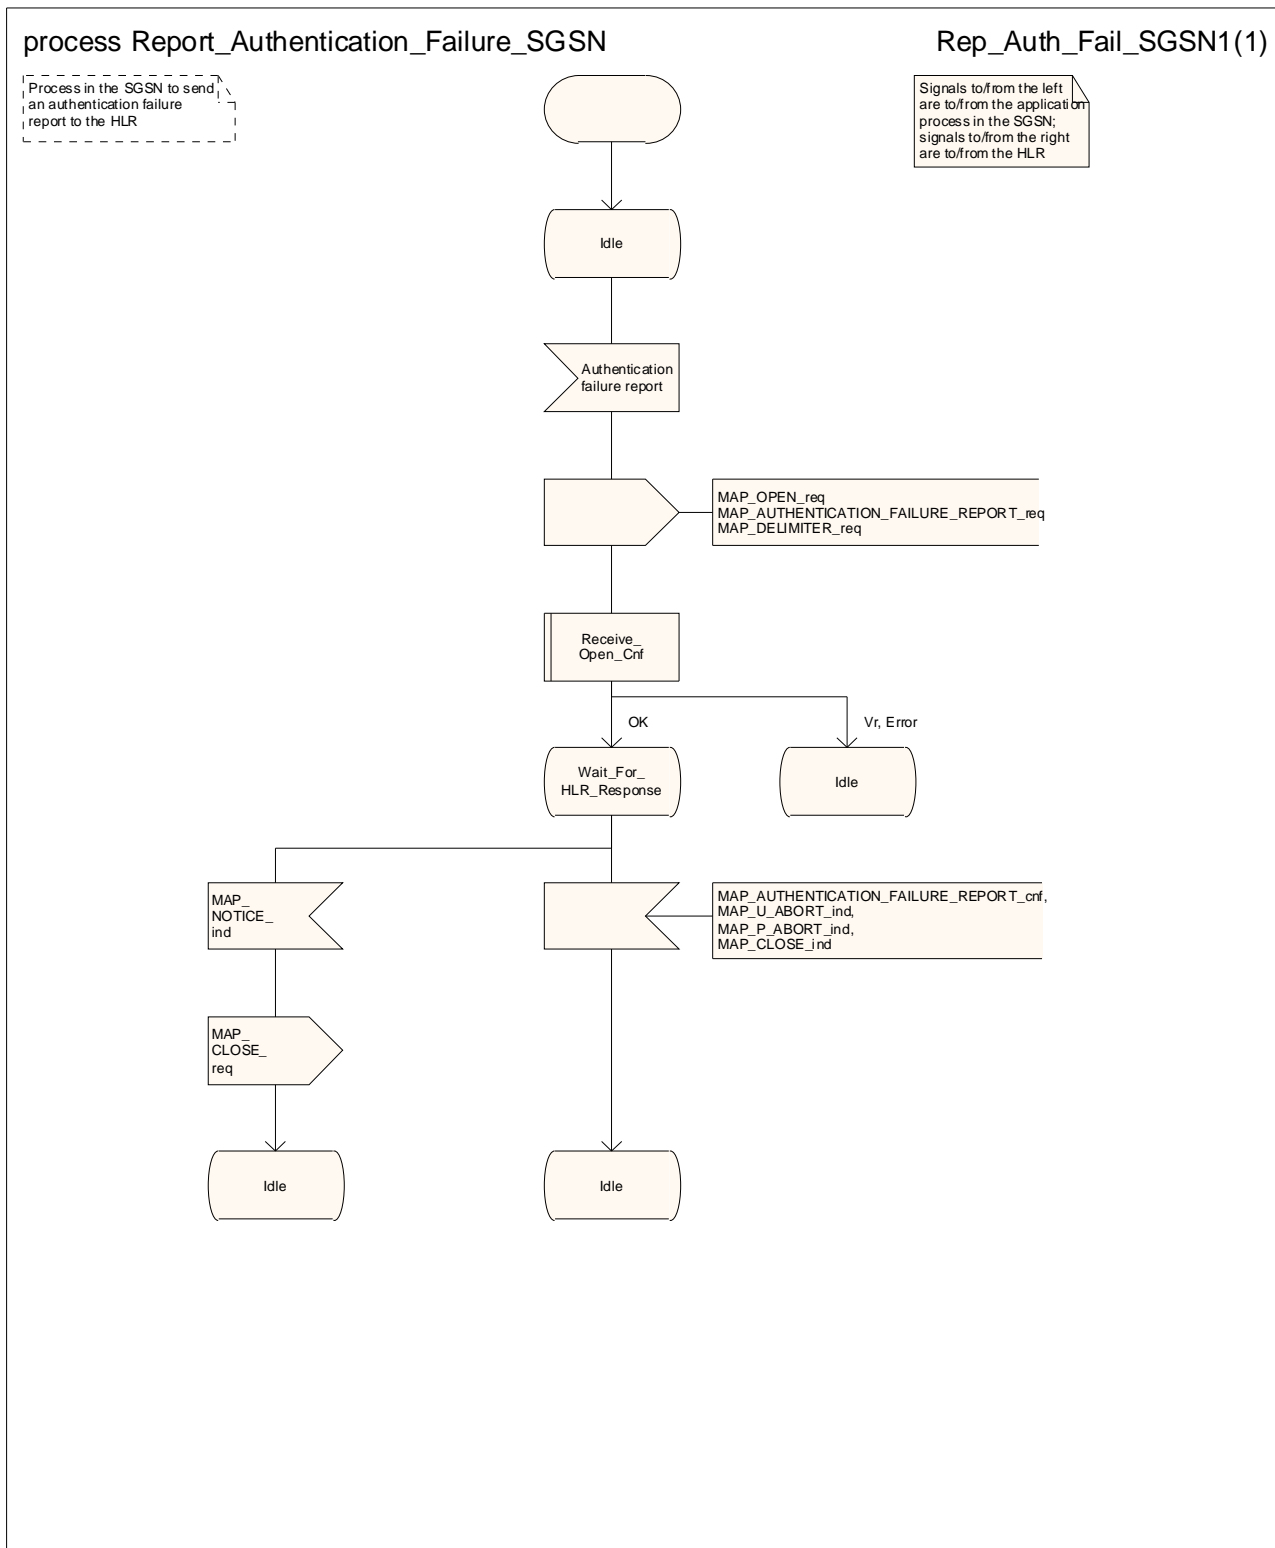 process Report_Authentication_Failure_SGSN
Rep_Auth_Fail_SGSN1(1)
Process in the SGSN to send
an authentication failure
report to the HLR
Signals to/from the left
are to/from the application
process in the SGSN;
signals to/from the right
are to/from the HLR
Idle
Authentication
failure report
MAP_OPEN_req
MAP_AUTHENTICATION_FAILURE_REPORT_req
MAP_DELIMITER_req
Receive_
Open_Cnf
OK
Vr, Error
Wait_For_
HLR_Response
Idle
MAP_
NOTICE_
ind
MAP_AUTHENTICATION_FAILURE_REPORT_cnf,
MAP_U_ABORT_ind,
MAP_P_ABORT_ind,
MAP_CLOSE_ind
MAP_
CLOSE_
req
Idle
Idle